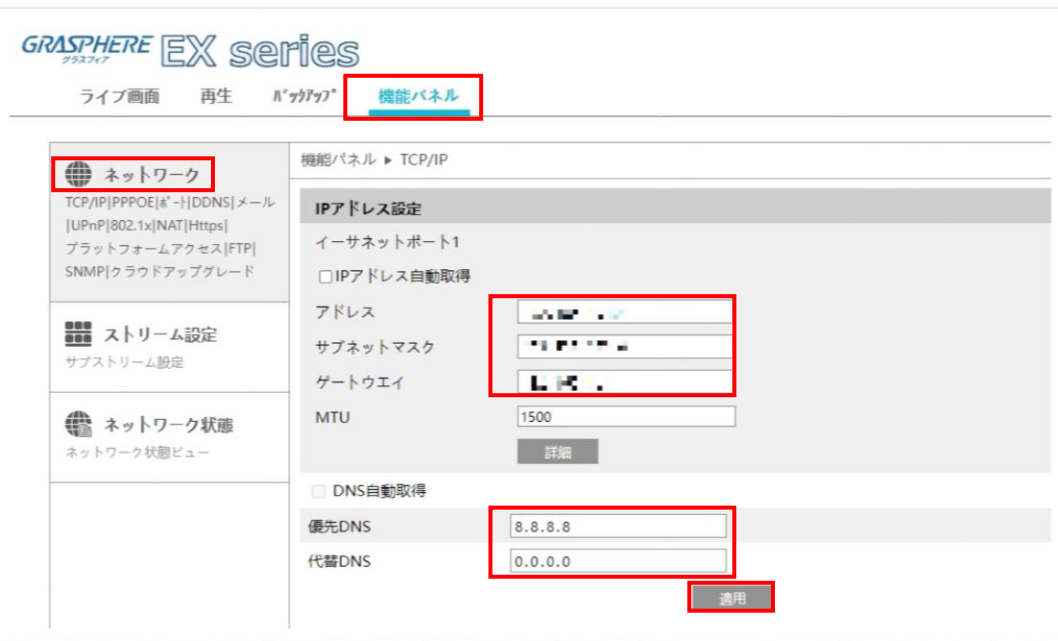 GRASPHERE EX series
グラスフィア
ライブ画面 再生 ﾊﾞｯｸｱｯﾌﾟ 機能パネル
ネットワーク
TCP/IP|PPPOE|ﾎﾟｰﾄ|DDNS|メール
|UPnP|802.1x|NAT|Https|
プラットフォームアクセス|FTP|
SNMP|クラウドアップグレード
ストリーム設定
サブストリーム設定
ネットワーク状態
ネットワーク状態ビュー
機能パネル ▶ TCP/IP
IPアドレス設定
イーサネットポート1
IPアドレス自動取得
アドレス
サブネットマスク
ゲートウエイ
MTU 1500
詳細
DNS自動取得
優先DNS 8.8.8.8
代替DNS 0.0.0.0
適用